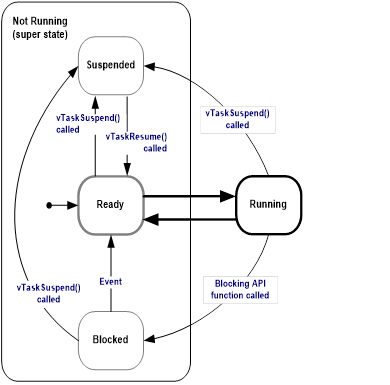 Not Running
(super state)
Suspended
vTaskSuspend()
called
vTaskResume()
called
vTaskSuspend()
called
Ready
Running
Event
vTaskSuspend()
called
Blocking API
function called
Blocked